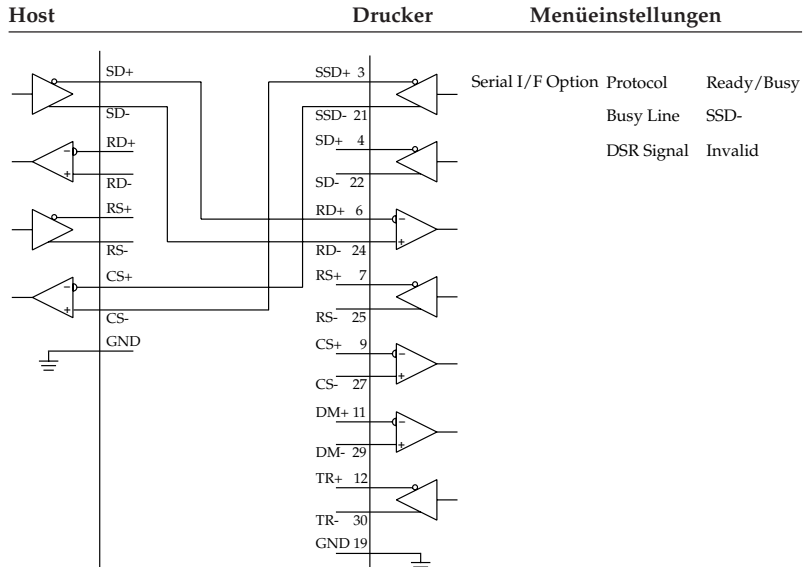 Host Drucker Menüeinstellungen
SD+ SSD+ 3 Serial I/F Option Protocol Ready/Busy
SD- SSD- 21 Busy Line SSD-
RD+ SD+ 4 DSR Signal Invalid
RD- SD- 22
RS+ RD+ 6
RS- RD- 24
CS+ RS+ 7
CS- RS- 25
GND CS+ 9
CS- 27
DM+ 11
DM- 29
TR+ 12
TR- 30
GND 19